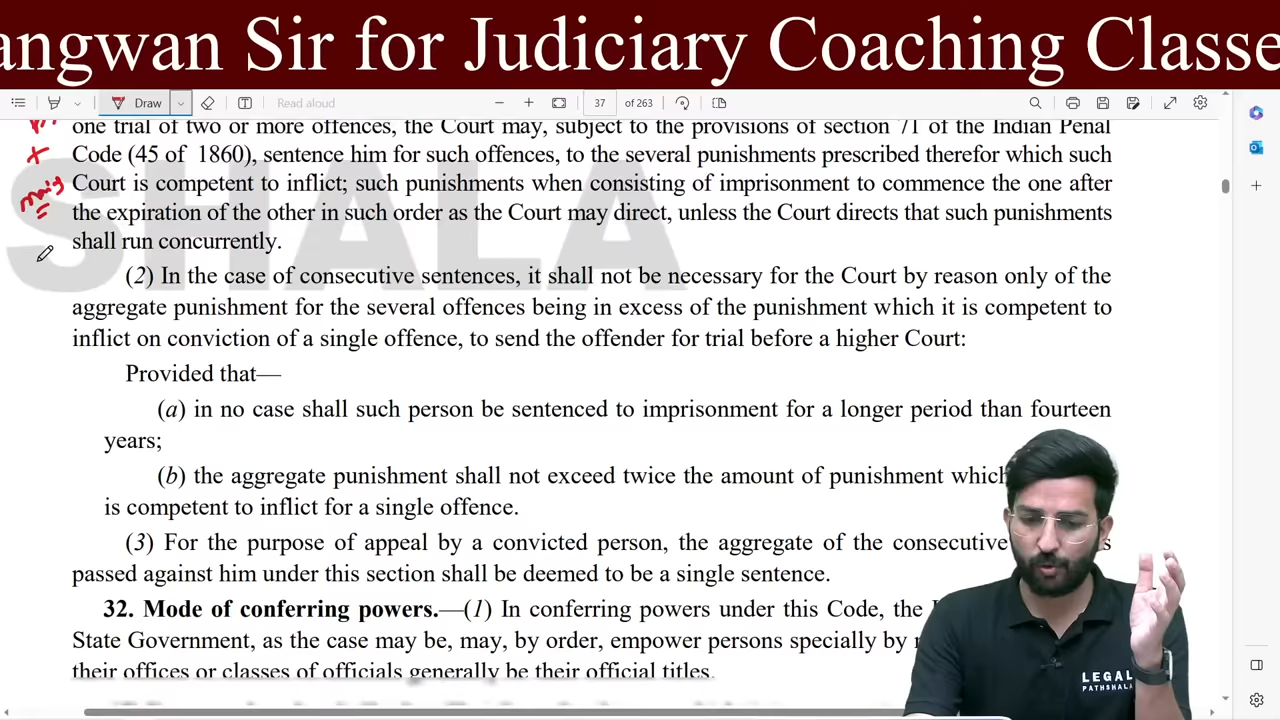 angwan Sir for Judiciary Coaching Classe
Draw
Read aloud
37 of 263
one trial of two or more offences, the Court may, subject to the provisions of section 71 of the Indian Penal
Code (45 of 1860), sentence him for such offences, to the several punishments prescribed therefor which such
Court is competent to inflict; such punishments when consisting of imprisonment to commence the one after
the expiration of the other in such order as the Court may direct, unless the Court directs that such punishments
shall run concurrently.
SHALA
(2) In the case of consecutive sentences, it shall not be necessary for the Court by reason only of the
aggregate punishment for the several offences being in excess of the punishment which it is competent to
inflict on conviction of a single offence, to send the offender for trial before a higher Court:
Provided that—
(a) in no case shall such person be sentenced to imprisonment for a longer period than fourteen
years;
(b) the aggregate punishment shall not exceed twice the amount of punishment which
is competent to inflict for a single offence.
(3) For the purpose of appeal by a convicted person, the aggregate of the consecutive s
passed against him under this section shall be deemed to be a single sentence.
32. Mode of conferring powers.—(1) In conferring powers under this Code, the
State Government, as the case may be, may, by order, empower persons specially by
their offices or classes of officials generally be their official titles.
LEGAL
PATHSHALA